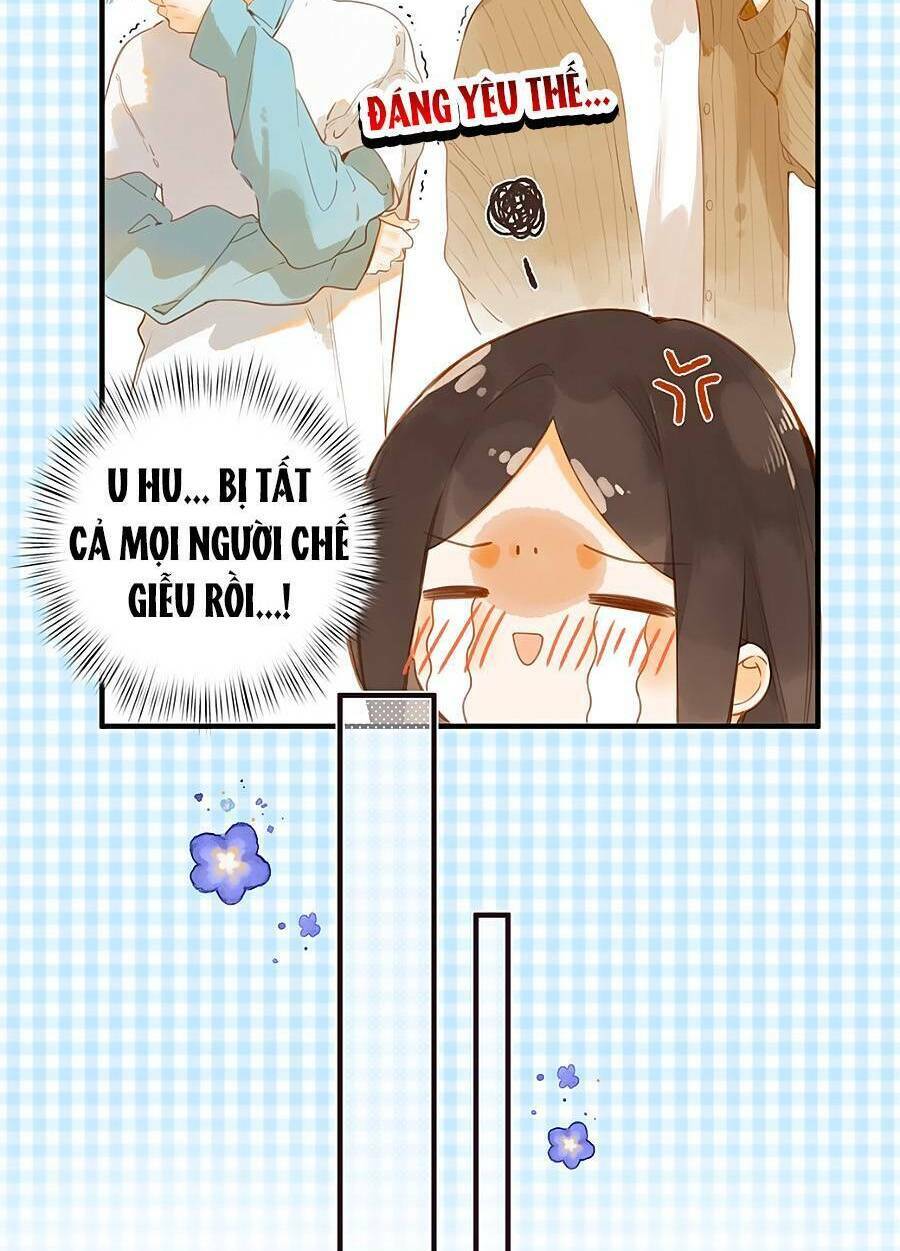 ĐÁNG YÊU THẾ...
U HU... BỊ TẤT
CẢ MỌI NGƯỜI CHẾ
GIỄU RỒI...!